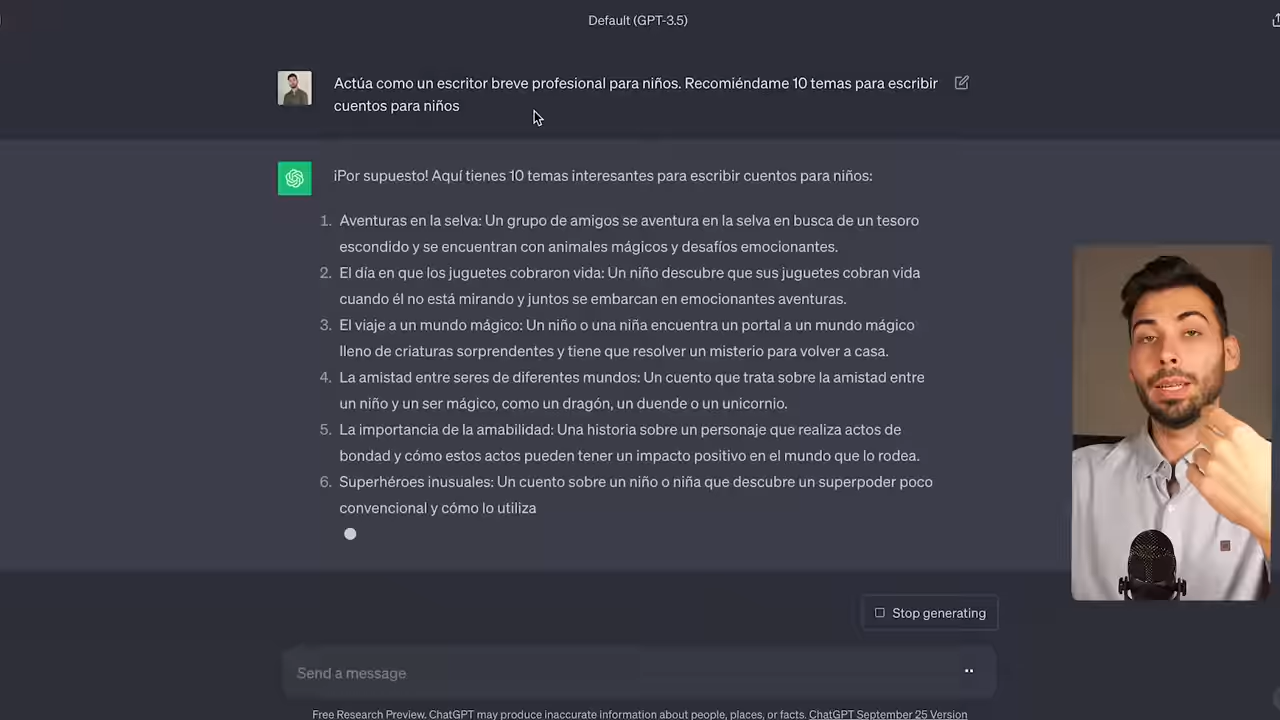 Default (GPT-3.5)
Actúa como un escritor breve profesional para niños. Recomiéndame 10 temas para escribir
cuentos para niños
¡Por supuesto! Aquí tienes 10 temas interesantes para escribir cuentos para niños:
1. Aventuras en la selva: Un grupo de amigos se aventura en la selva en busca de un tesoro
escondido y se encuentran con animales mágicos y desafíos emocionantes.
2. El día en que los juguetes cobraron vida: Un niño descubre que sus juguetes cobran vida
cuando él no está mirando y juntos se embarcan en emocionantes aventuras.
3. El viaje a un mundo mágico: Un niño o una niña encuentra un portal a un mundo mágico
lleno de criaturas sorprendentes y tiene que resolver un misterio para volver a casa.
4. La amistad entre seres de diferentes mundos: Un cuento que trata sobre la amistad entre
un niño y un ser mágico, como un dragón, un duende o un unicornio.
5. La importancia de la amabilidad: Una historia sobre un personaje que realiza actos de
bondad y cómo estos actos pueden tener un impacto positivo en el mundo que lo rodea.
6. Superhéroes inusuales: Un cuento sobre un niño o niña que descubre un superpoder poco
convencional y cómo lo utiliza
Stop generating
Send a message
Free Research Preview. ChatGPT may produce inaccurate information about people, places, or facts. ChatGPT September 25 Version